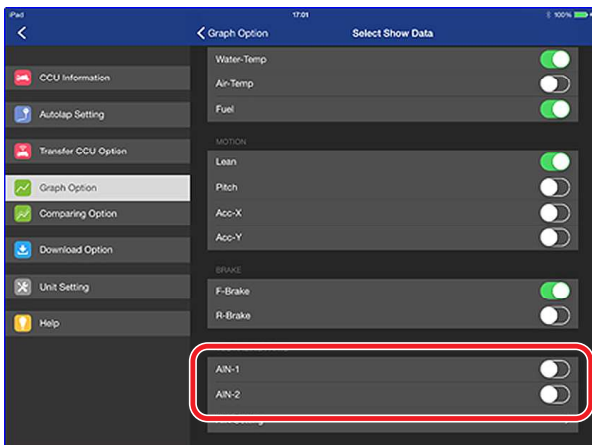 iPad 17:01 100%
Graph Option Select Show Data
Water-Temp
CCU Information
Air-Temp
Autolap Setting
Fuel
MOTION
Transfer CCU Option
Lean
Graph Option
Pitch
Comparing Option
Acc-X
Acc-Y
Download Option
BRAKE
Unit Setting
F-Brake
R-Brake
Help
AIN-1
AIN-2